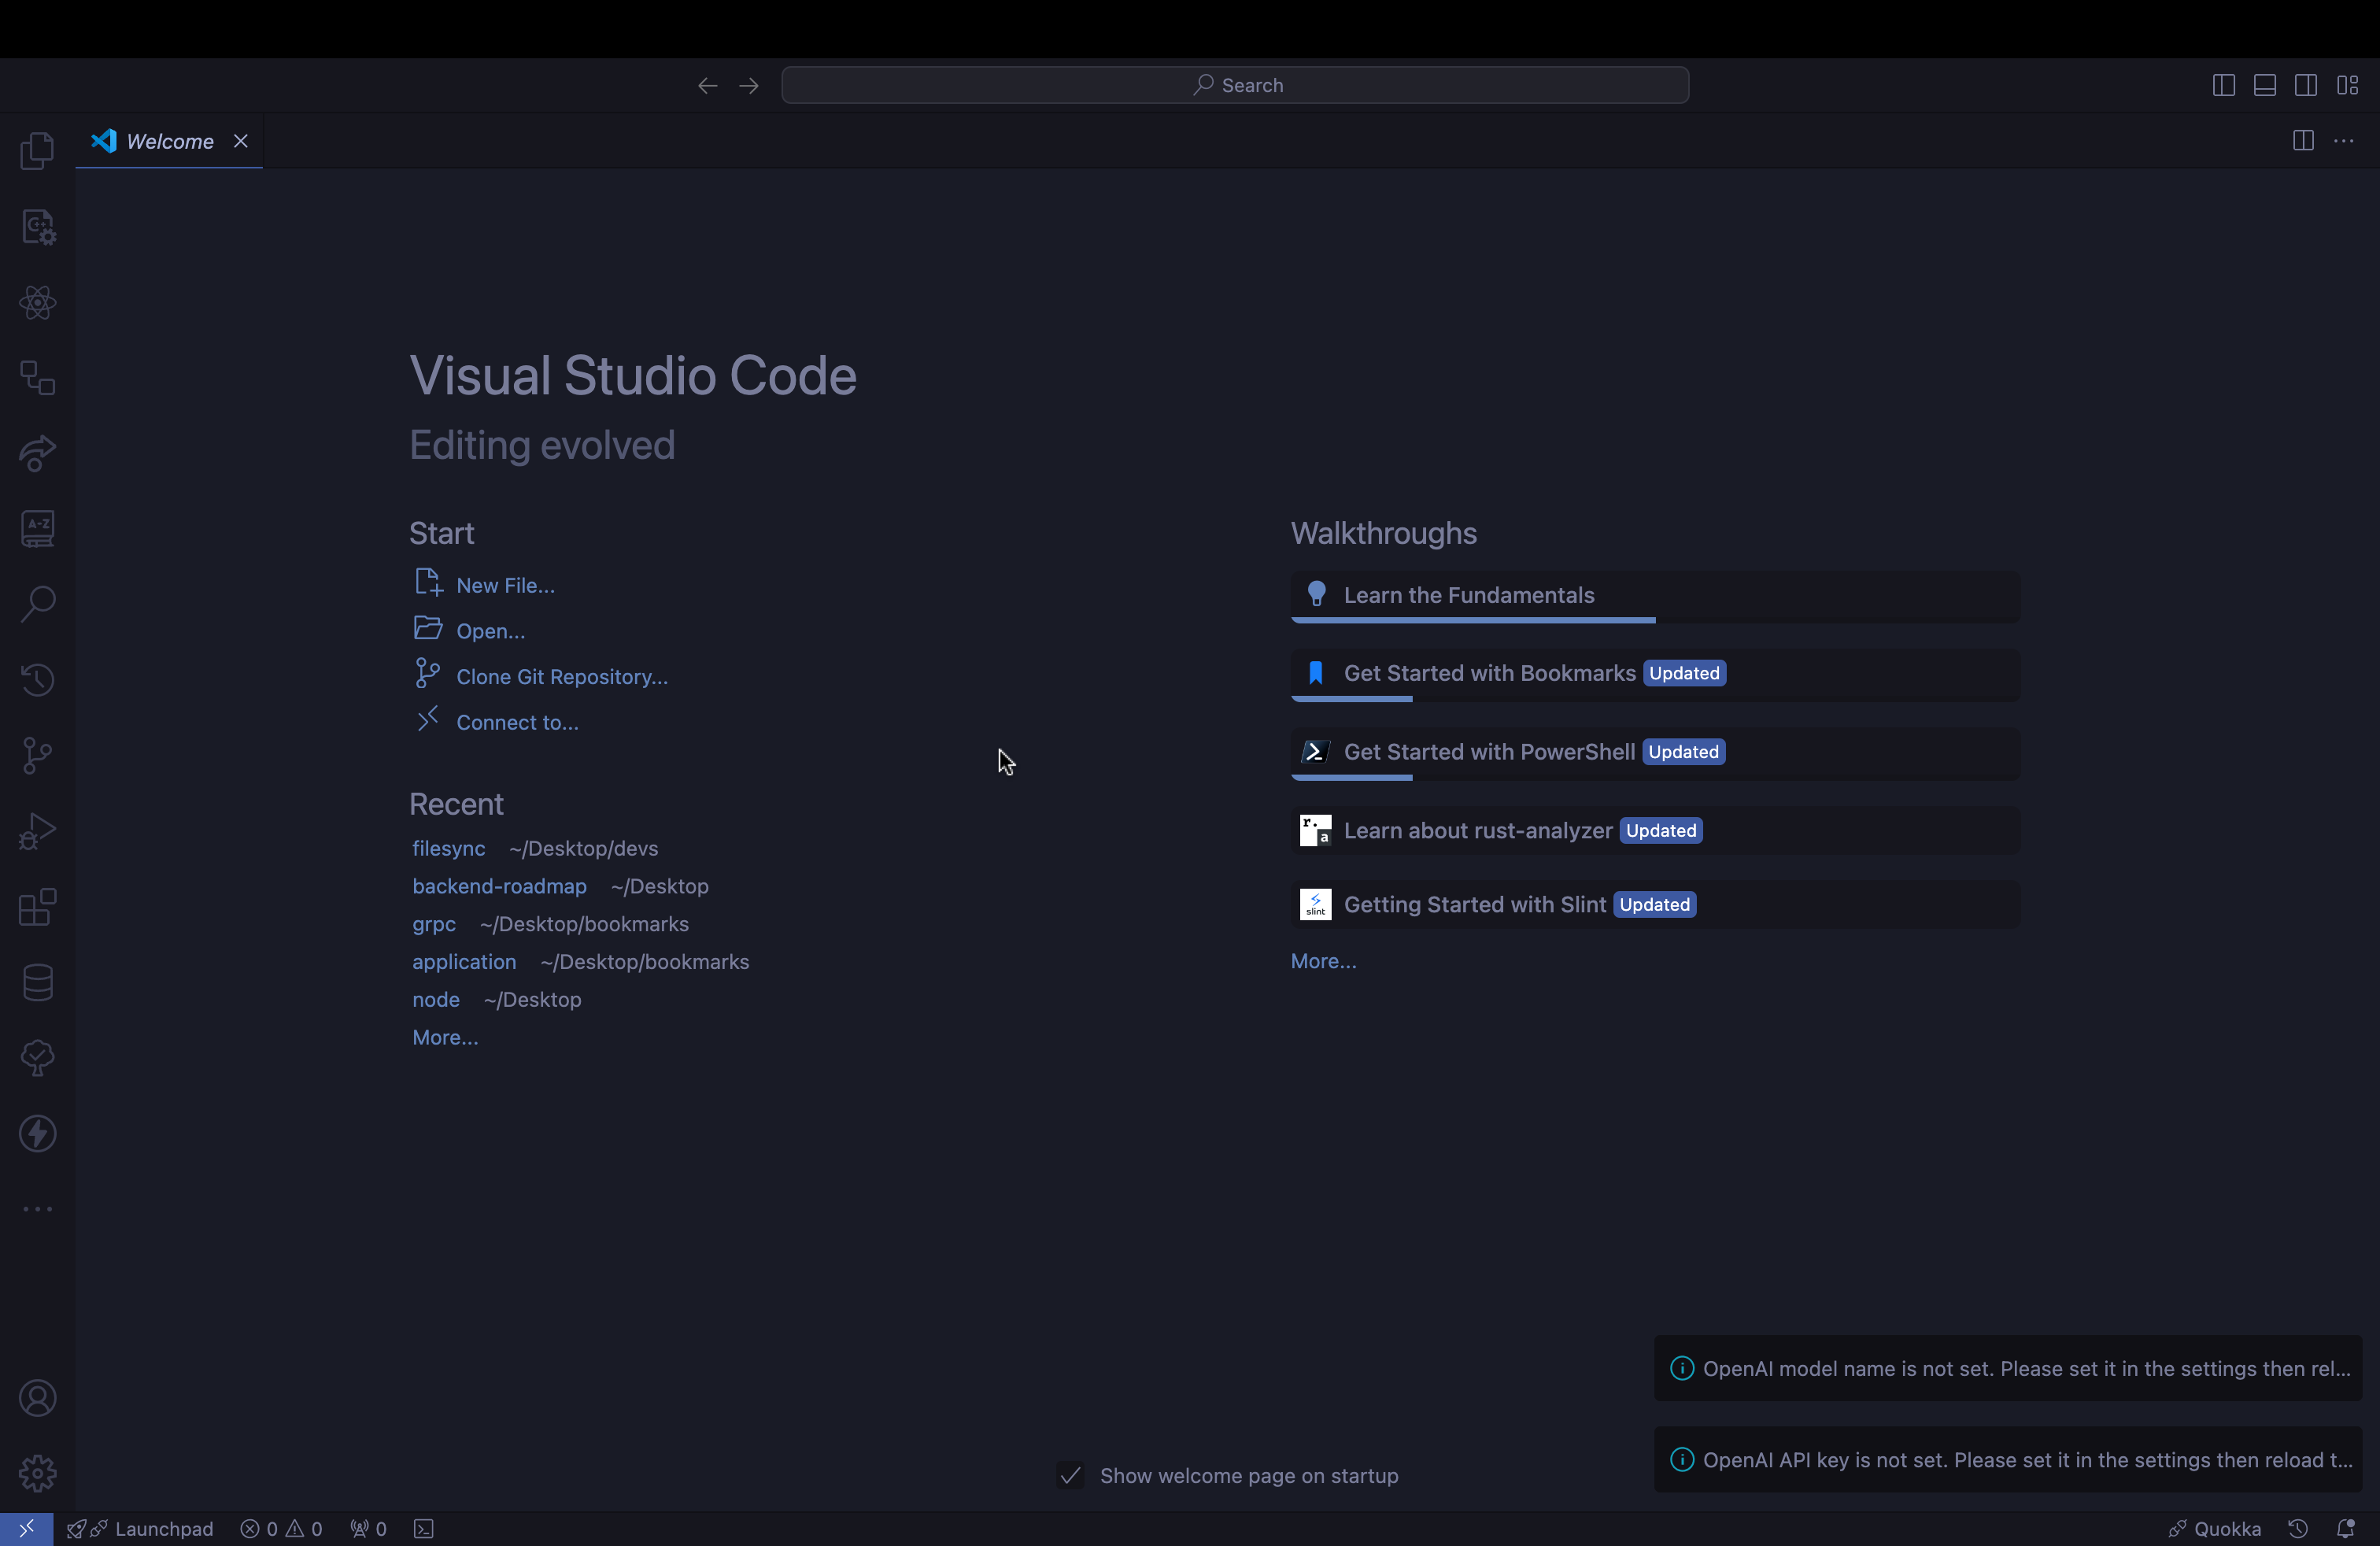 Search
Welcome
Visual Studio Code
Editing evolved
Start
New File...
Open...
Clone Git Repository...
Connect to...
Recent
filesync ~/Desktop/devs
backend-roadmap ~/Desktop
grpc ~/Desktop/bookmarks
application ~/Desktop/bookmarks
node ~/Desktop
More...
Walkthroughs
Learn the Fundamentals
Get Started with Bookmarks Updated
Get Started with PowerShell Updated
r.a Learn about rust-analyzer Updated
slint Getting Started with Slint Updated
More...
A-Z
C++
OpenAI model name is not set. Please set it in the settings then rel...
OpenAI API key is not set. Please set it in the settings then reload t...
Show welcome page on startup
Launchpad 0 0 0 Quokka